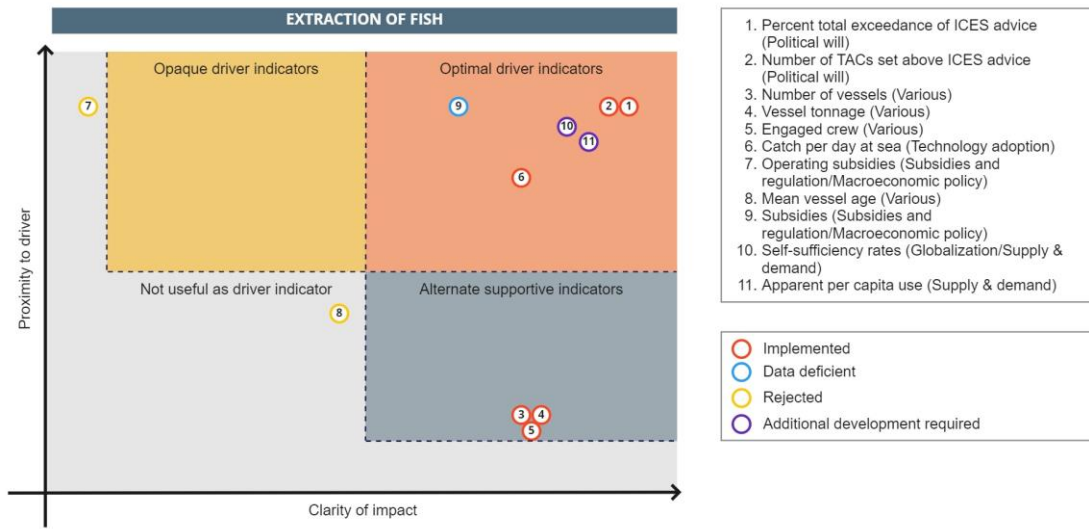 EXTRACTION OF FISH
Opaque driver indicators
Optimal driver indicators
7
9
2
1
10
11
6
Not useful as driver indicator
Alternate supportive indicators
8
3
4
5
Proximity to driver
Clarity of impact
1. Percent total exceedance of ICES advice
(Political will)
2. Number of TACs set above ICES advice
(Political will)
3. Number of vessels (Various)
4. Vessel tonnage (Various)
5. Engaged crew (Various)
6. Catch per day at sea (Technology adoption)
7. Operating subsidies (Subsidies and
regulation/Macroeconomic policy)
8. Mean vessel age (Various)
9. Subsidies (Subsidies and
regulation/Macroeconomic policy)
10. Self-sufficiency rates (Globalization/Supply &
demand)
11. Apparent per capita use (Supply & demand)
Implemented
Data deficient
Rejected
Additional development required